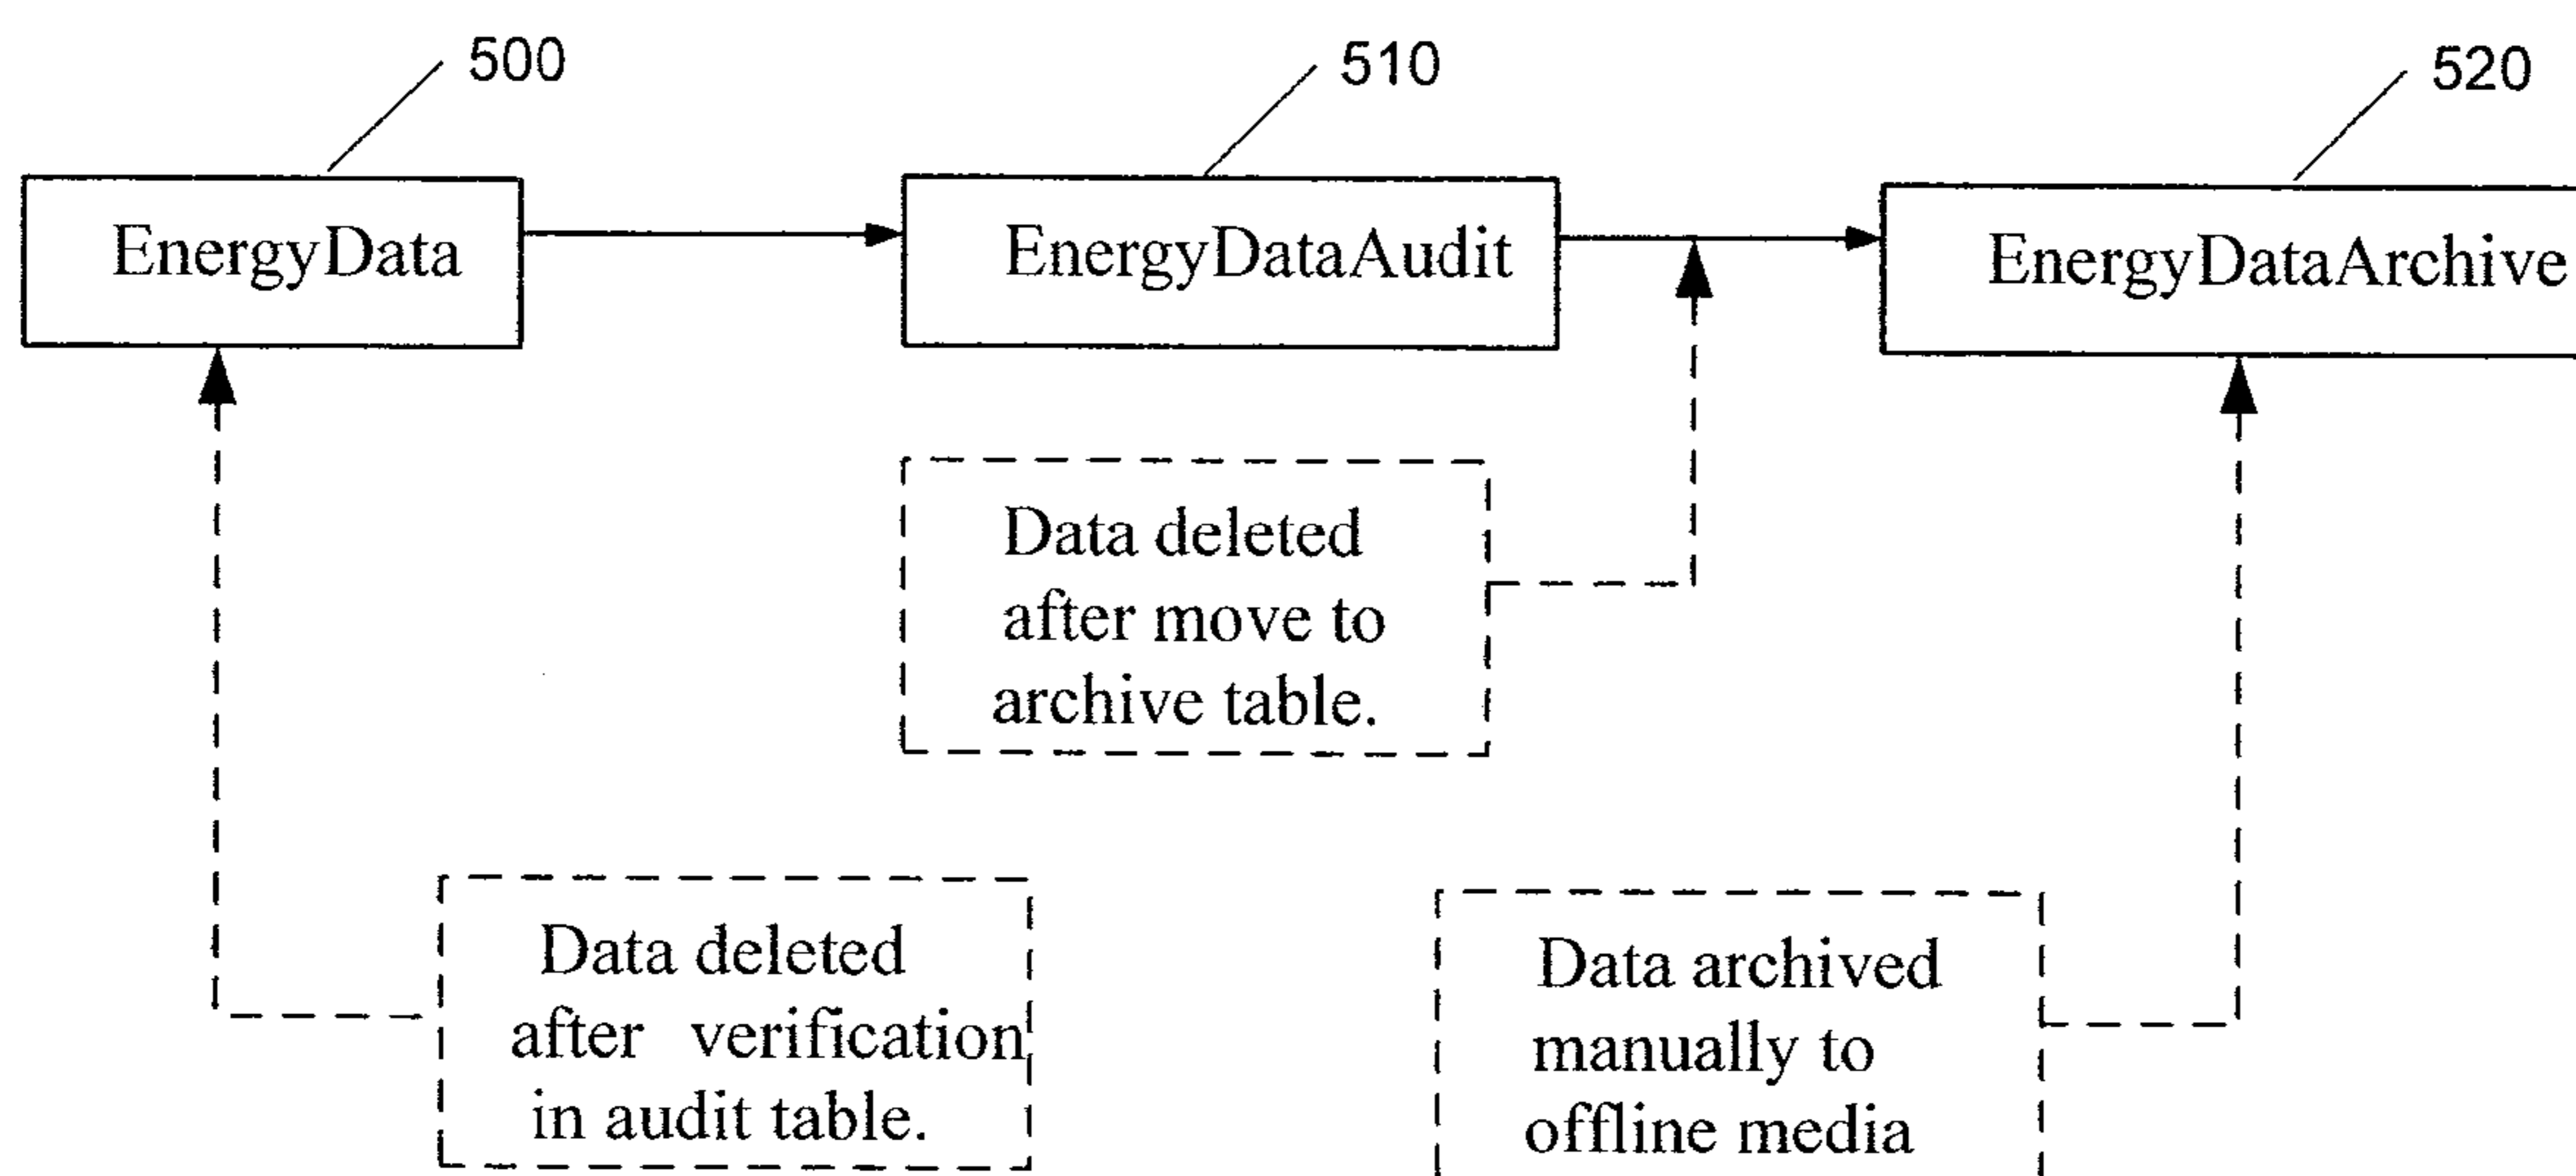 500
510
520
EnergyData
EnergyDataAudit
EnergyDataArchive
Data deleted
after move to
archive table.
Data deleted
after verification
in audit table.
Data archived
manually to
offline media